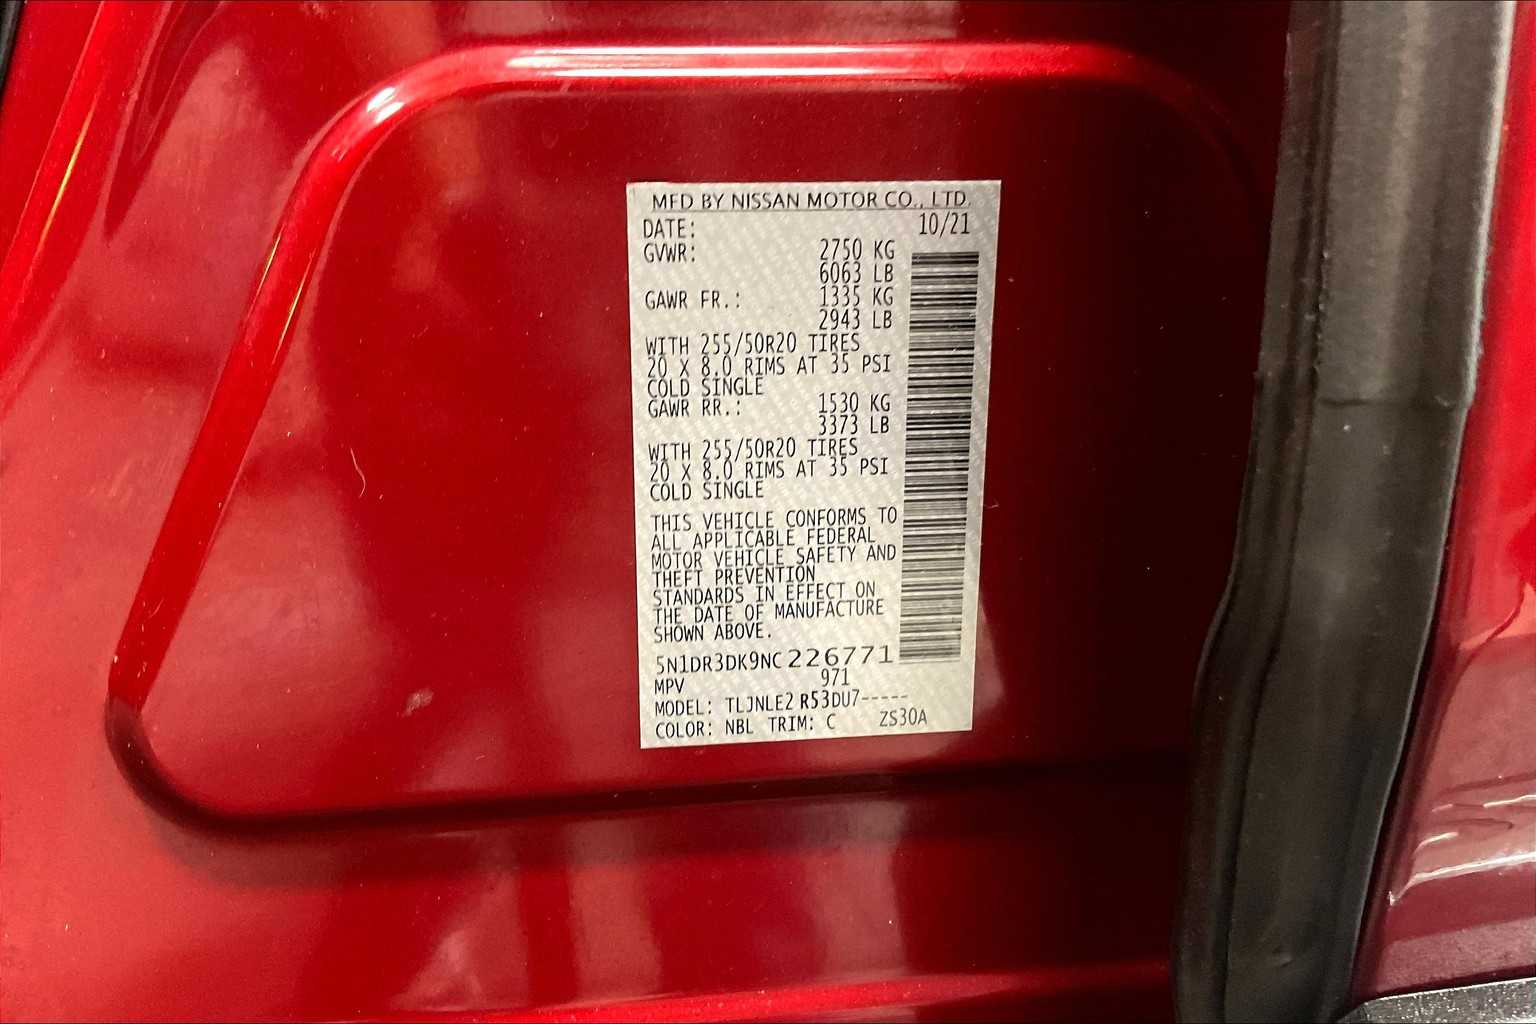 MFD BY NISSAN MOTOR CO., LTD.
DATE: 10/21
GVWR: 2750 KG
6063 LB
GAWR FR.: 1335 KG
2943 LB
WITH 255/50R20 TIRES
20 X 8.0 RIMS AT 35 PSI
COLD SINGLE
GAWR RR.: 1530 KG
3373 LB
WITH 255/50R20 TIRES
20 X 8.0 RIMS AT 35 PSI
COLD SINGLE
THIS VEHICLE CONFORMS TO
ALL APPLICABLE FEDERAL
MOTOR VEHICLE SAFETY AND
THEFT PREVENTION
STANDARDS IN EFFECT ON
THE DATE OF MANUFACTURE
SHOWN ABOVE.
5N1DR3DK9NC226771
MPV 971
MODEL: TLJNLE2 R53DU7-----
COLOR: NBL TRIM: C ZS30A